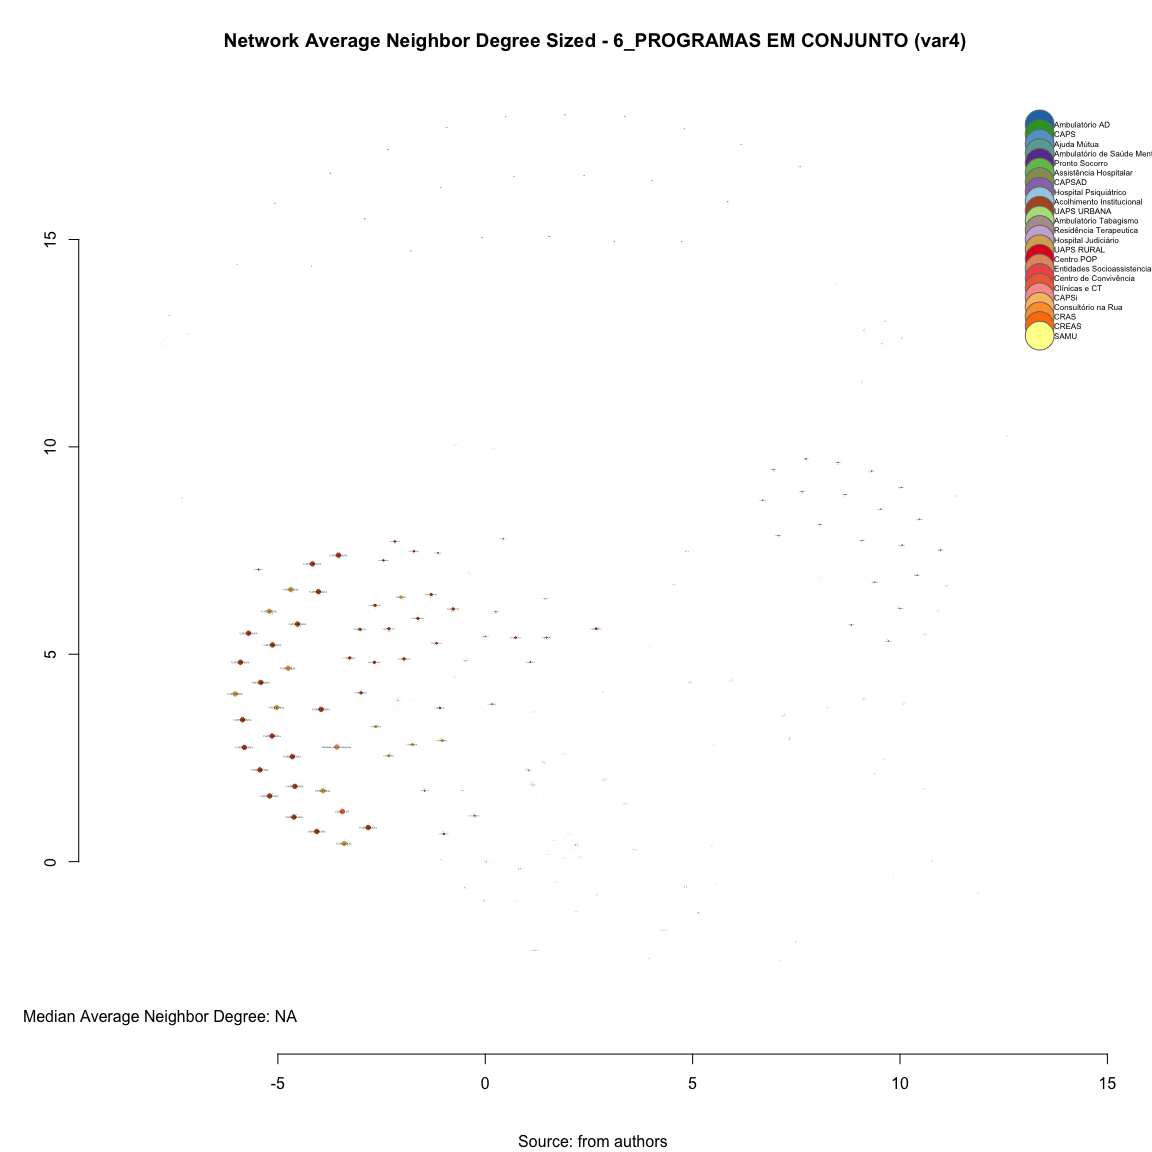 Network Average Neighbor Degree Sized - 6_PROGRAMAS EM CONJUNTO (var4)
Ambulatório AD
CAPS
Ajuda Mútua
Ambulatório de Saúde Ment
Pronto Socorro
Assistência Hospitalar
CAPSAD
Hospital Psiquiátrico
Acolhimento Institucional
UAPS URBANA
Ambulatório Tabagismo
Residência Terapeutica
Hospital Judiciário
UAPS RURAL
Centro POP
Entidades Socioassistencia
Centro de Convivência
Clínicas e CT
CAPSi
Consultório na Rua
CRAS
CREAS
SAMU
15
10
5
0
Median Average Neighbor Degree: NA
-5 0 5 10 15
Source: from authors